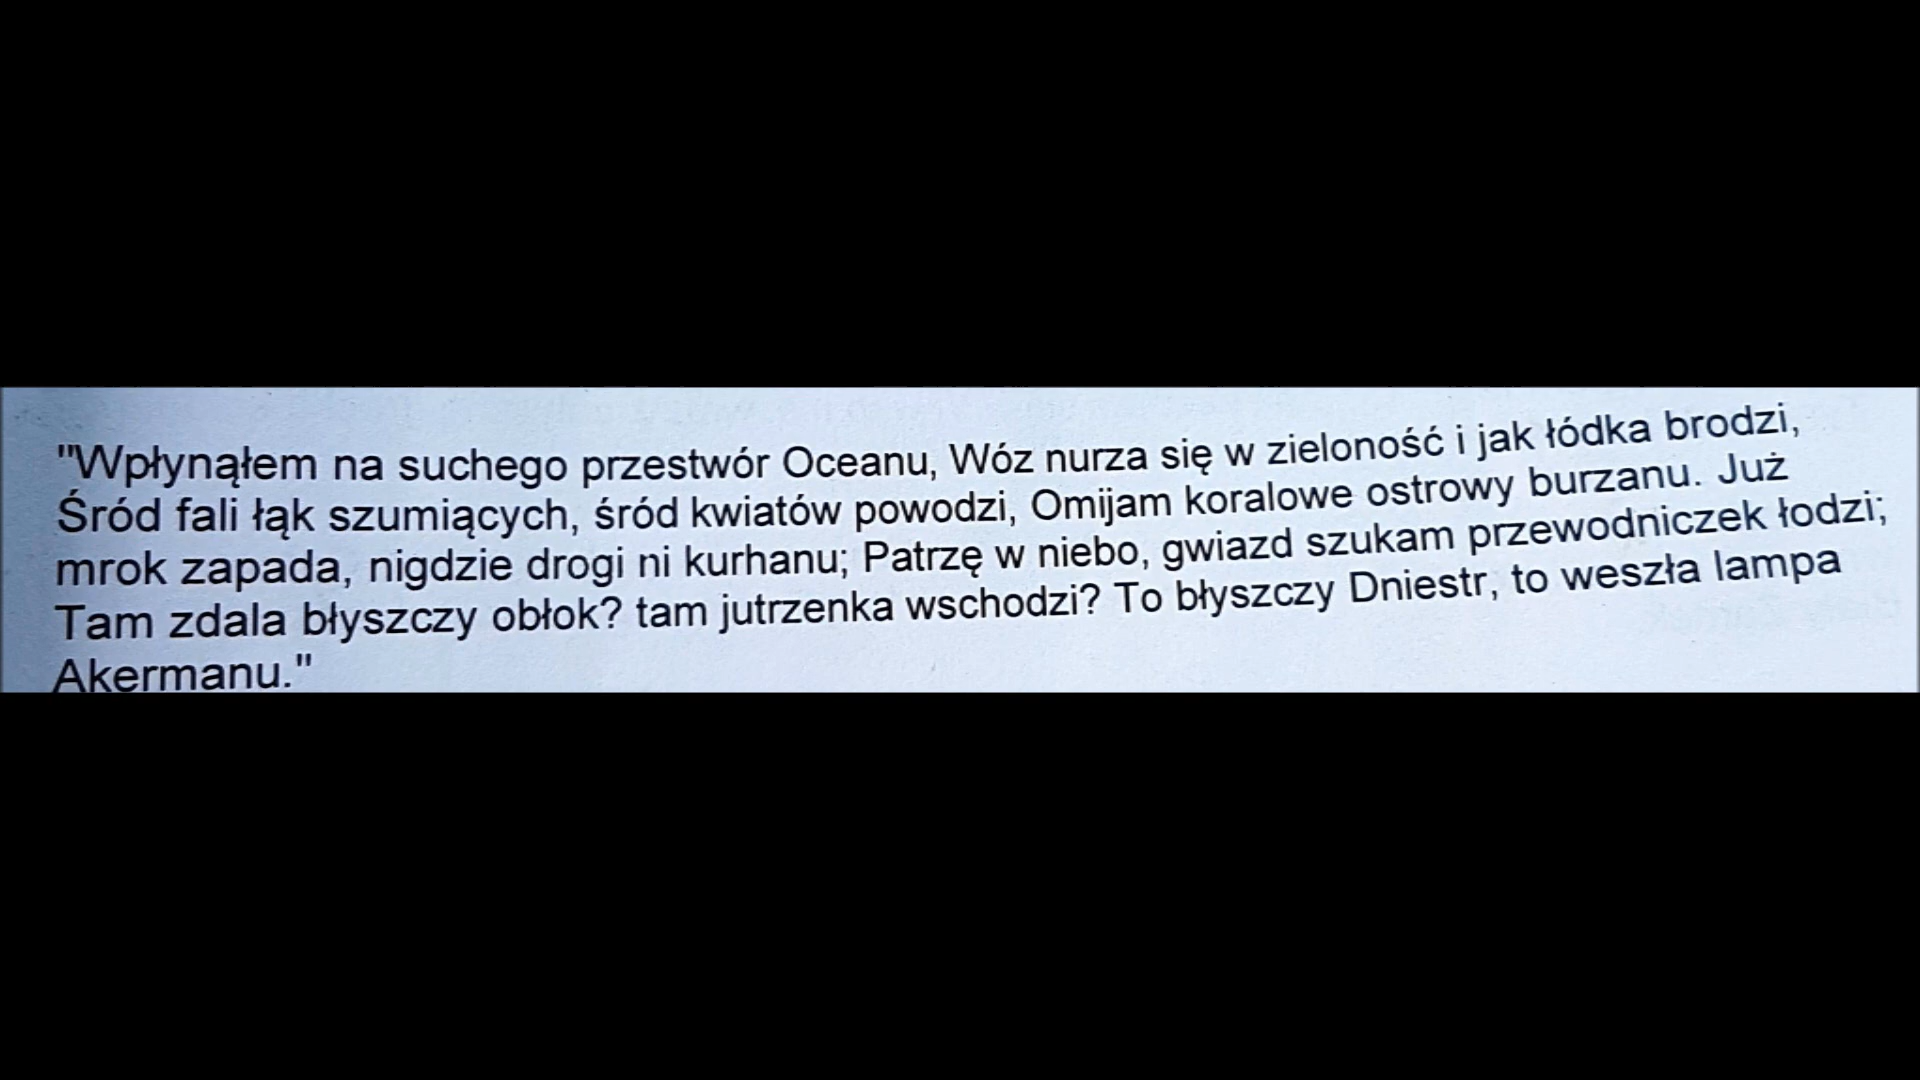 "Wpłynąłem na suchego przestwór Oceanu, Wóz nurza się w zieloność i jak łódka brodzi,
Śród fali łąk szumiących, śród kwiatów powodzi, Omijam koralowe ostrowy burzanu. Już
mrok zapada, nigdzie drogi ni kurhanu; Patrzę w niebo, gwiazd szukam przewodniczek łodzi;
Tam zdala błyszczy obłok? tam jutrzenka wschodzi? To błyszczy Dniestr, to weszła lampa
Akermanu."